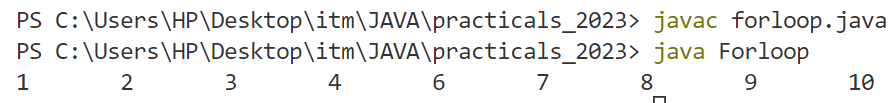 PS C:\Users\HP\Desktop\itm\JAVA\practicals_2023> javac forloop.java
PS C:\Users\HP\Desktop\itm\JAVA\practicals_2023> java Forloop
1 2 3 4 6 7 8 9 10